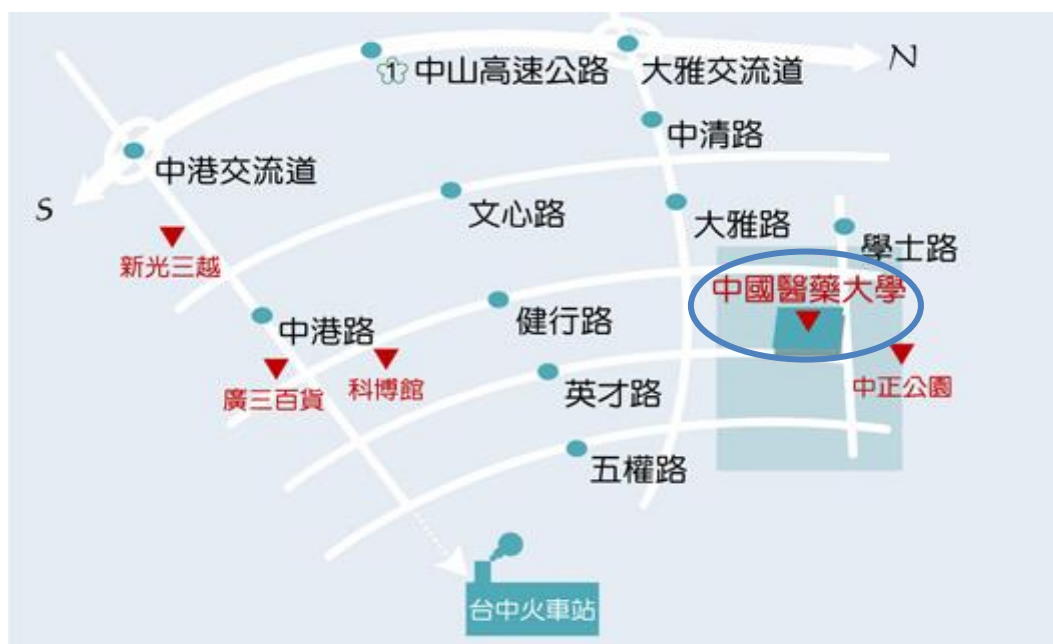 N
1 中山高速公路
大雅交流道
中清路
中港交流道
S
文心路
大雅路
學士路
新光三越
中國醫藥大學
中港路
健行路
廣三百貨
科博館
英才路
中正公園
五權路
台中火車站